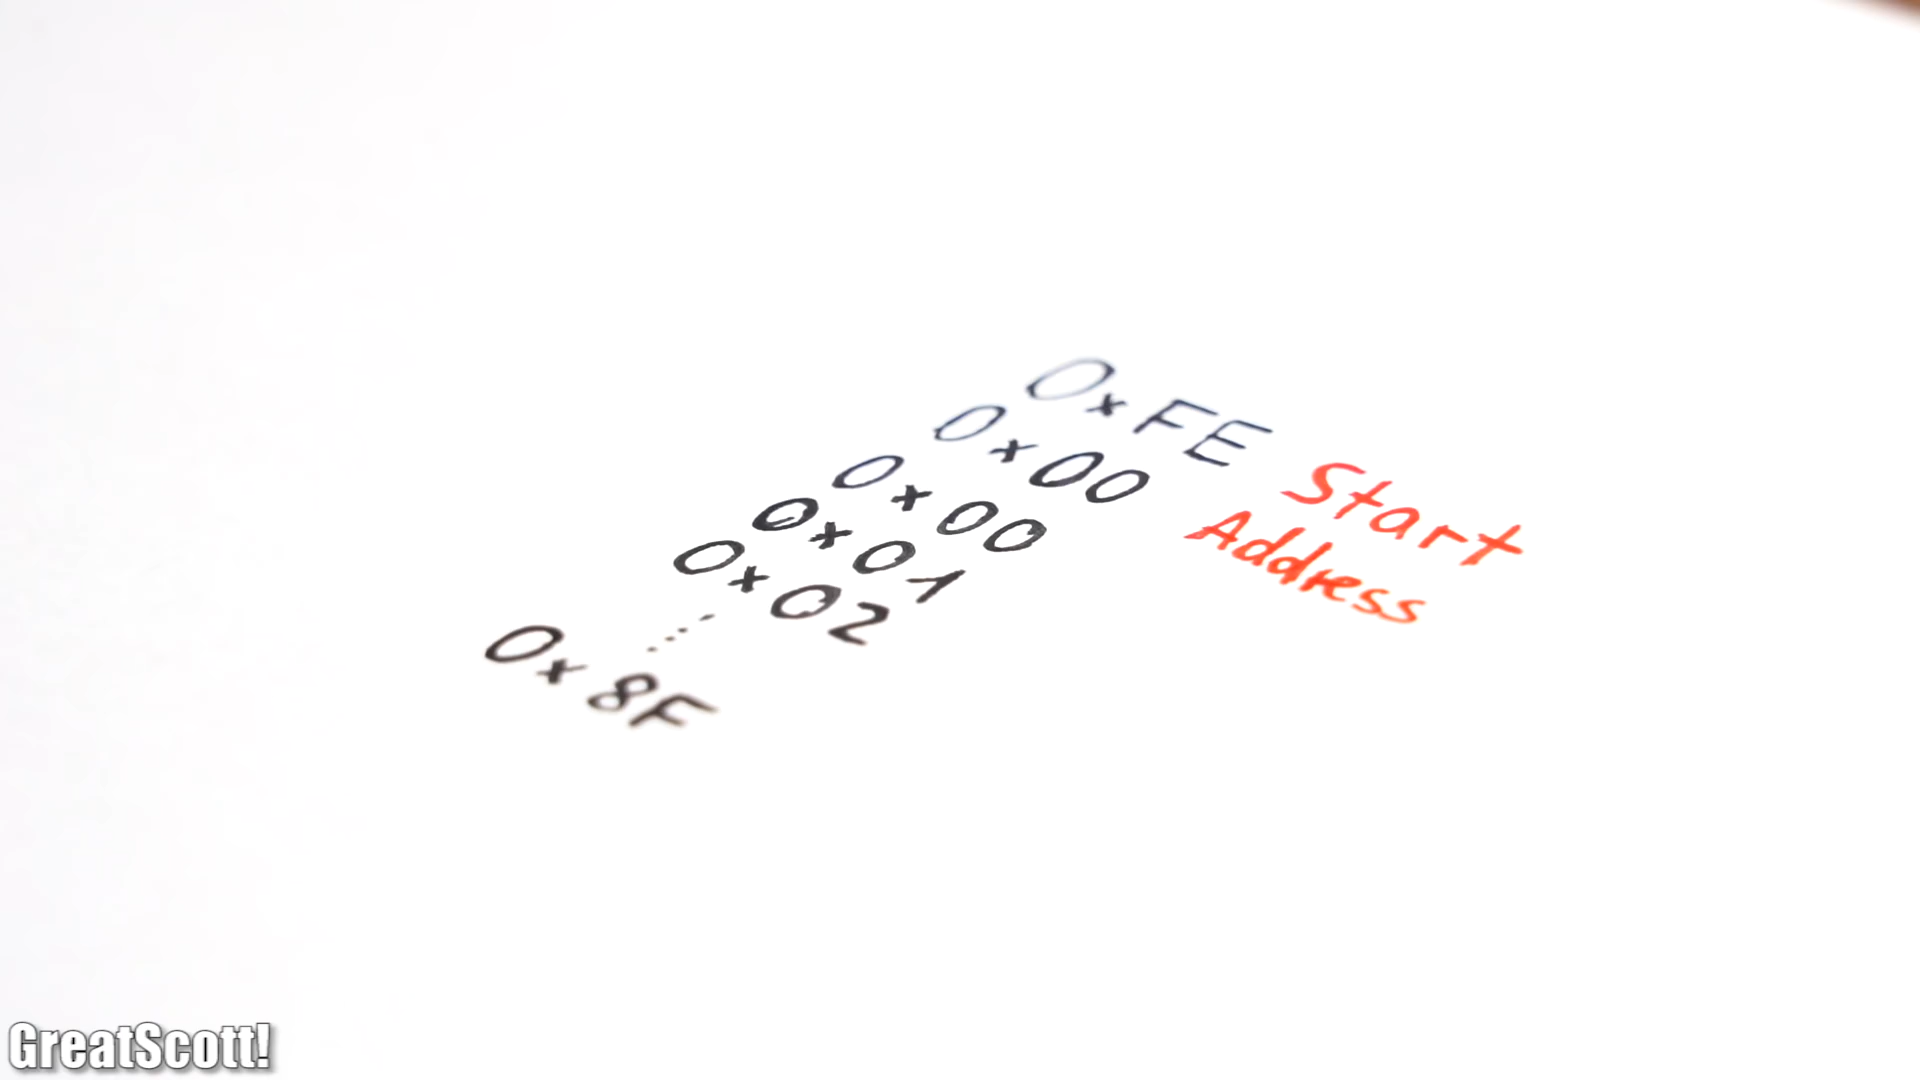 0xFE Start
0x00 Address
0x00
0x01
0x02
....
0x8F
GreatScott!